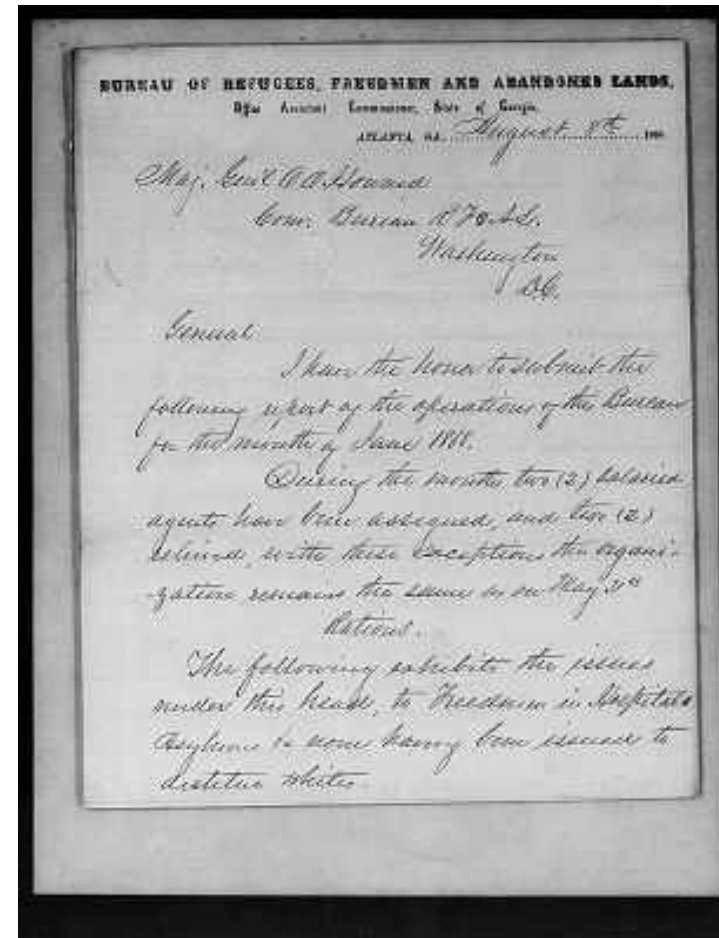 BUREAU OF REFUGEES, FREEDMEN AND ABANDONED LANDS,
Office Assistant Commissioner, State of Georgia,
ATLANTA, GA., August 8th 186
Maj. Genl O O Howard
Com. Bureau R F & A L.
Washington
D.C.
General
I have the honor to submit the
following report of the operations of this Bureau
for the month of June 1868.
During the month two (2) salaried
agents have been assigned, and two (2)
relieved, with these exceptions the organi-
-zation remains the same as on May 31st
Rations.
The following exhibits the issues
under this head, to Freedmen in Hospitals
Asylums &c none having been issued to
destitue whites.